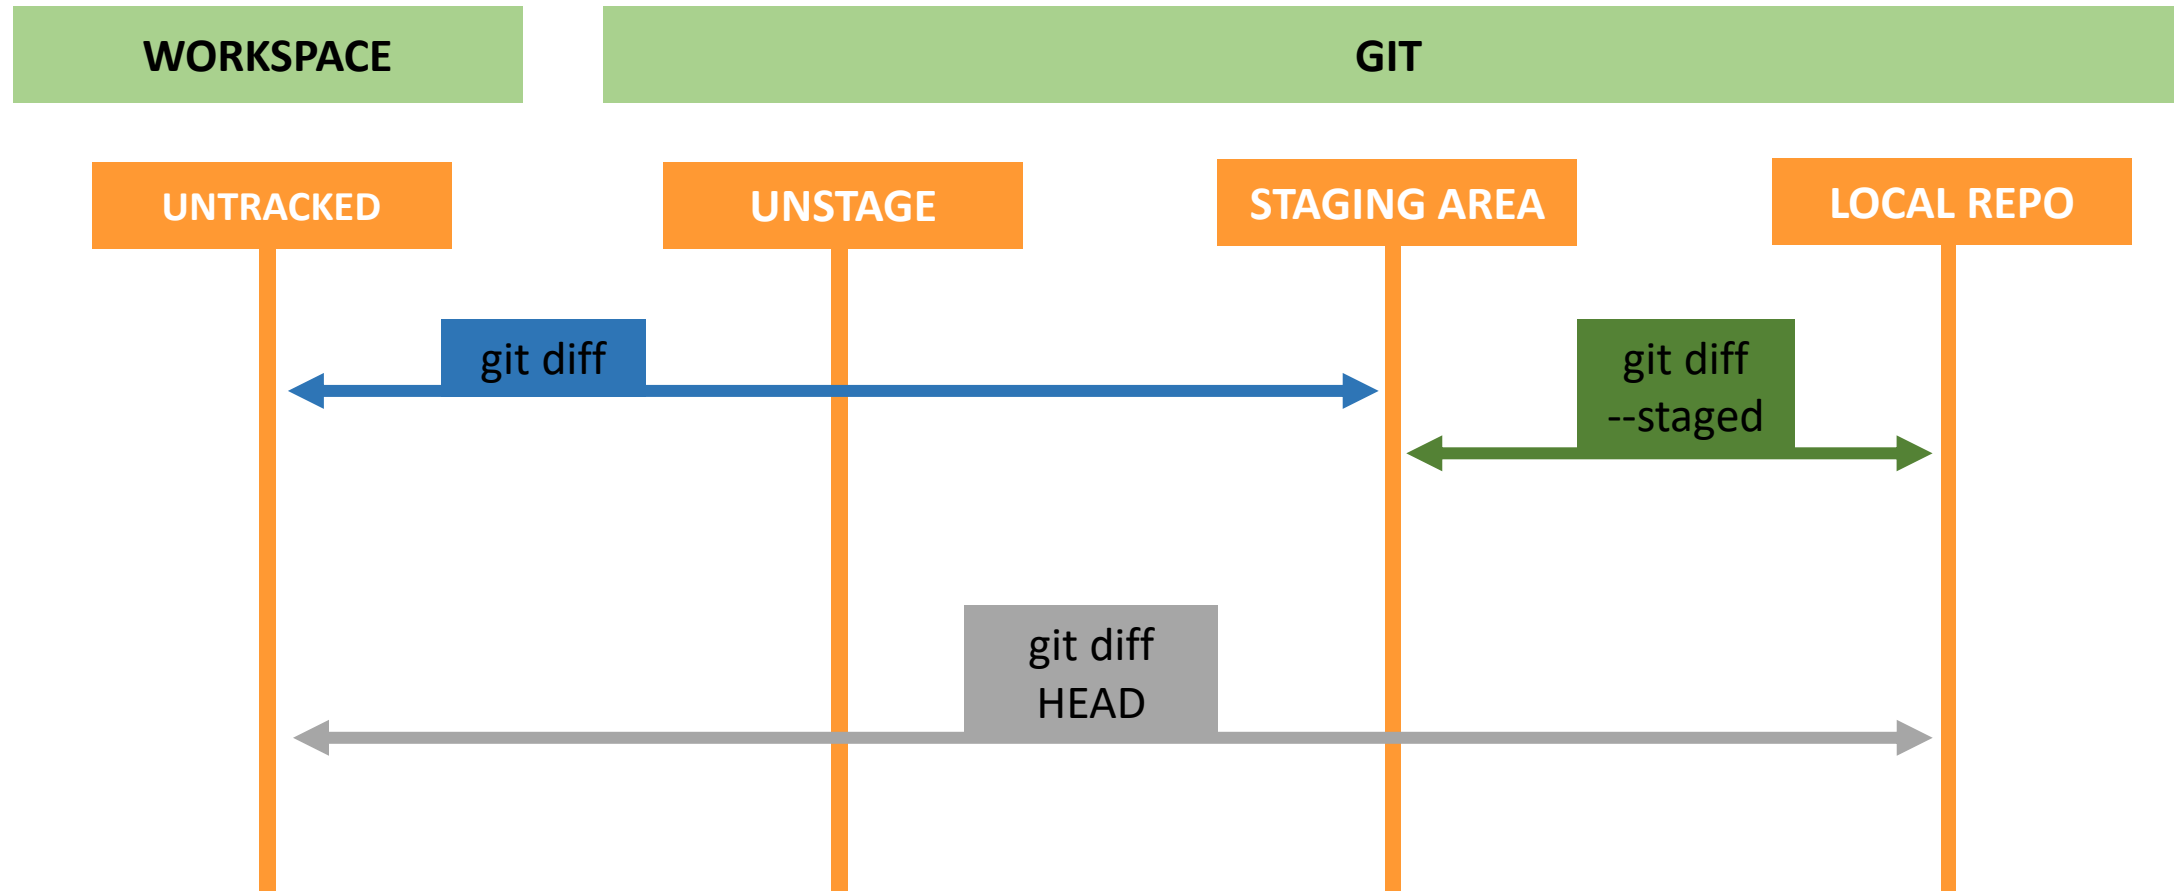 WORKSPACE
GIT
UNTRACKED
UNSTAGE
STAGING AREA
LOCAL REPO
git diff
git diff
--staged
git diff
HEAD